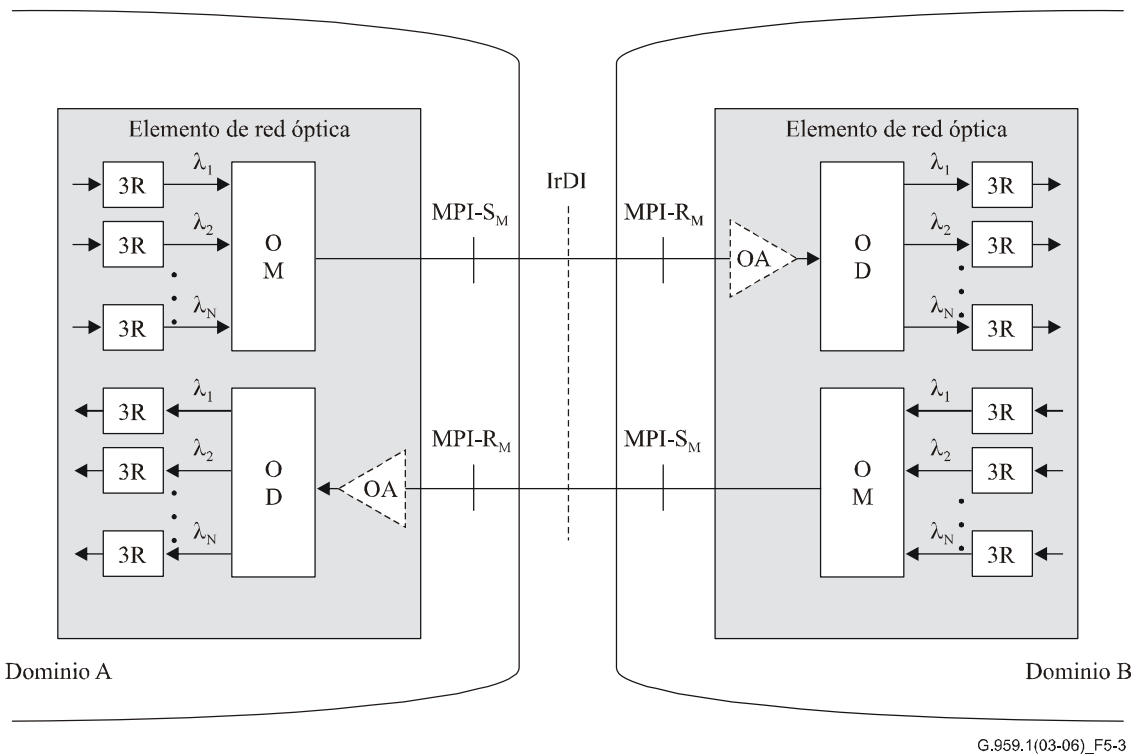 Elemento de red óptica
Elemento de red óptica
3R λ1
3R λ2
3R λN
O
M
MPI-SM
IrDI
MPI-RM
OA
O
D
λ1 3R
λ2 3R
λN 3R
3R λ1
3R λ2
3R λN
O
D
OA
MPI-RM
MPI-SM
O
M
λ1 3R
λ2 3R
λN 3R
Dominio A
Dominio B
G.959.1(03-06)_F5-3